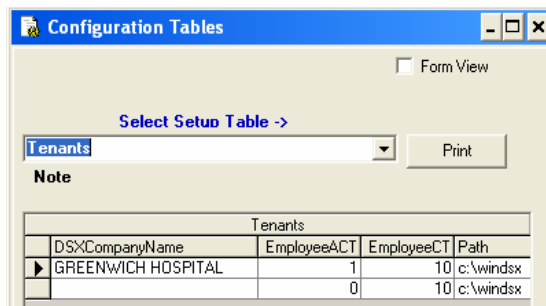 Configuration Tables
Form View
Select Setup Table ->
Tenants
Print
Note
Tenants
DSXCompanyName EmployeeACT EmployeeCT Path
GREENWICH HOSPITAL 1 10 c:\windsx
0 10 c:\windsx